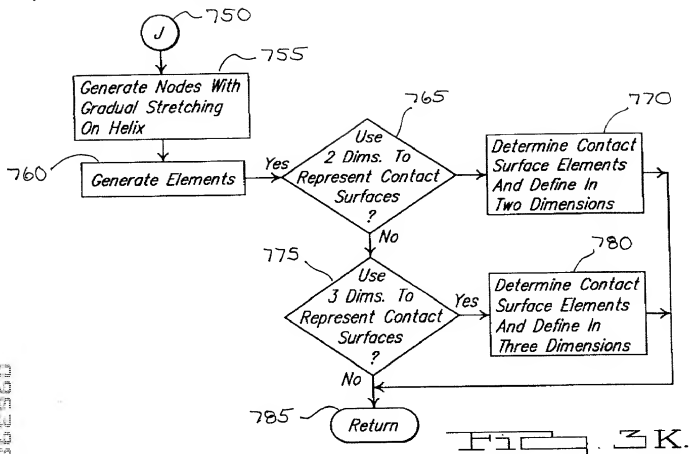 J
750
755
Generate Nodes With
Gradual Stretching
On Helix
760
Generate Elements
Yes
765
Use
2 Dims. To
Represent Contact
Surfaces
?
No
770
Determine Contact
Surface Elements
And Define In
Two Dimensions
775
Use
3 Dims. To
Represent Contact
Surfaces
?
Yes
No
780
Determine Contact
Surface Elements
And Define In
Three Dimensions
785
Return
FIG. 3K.